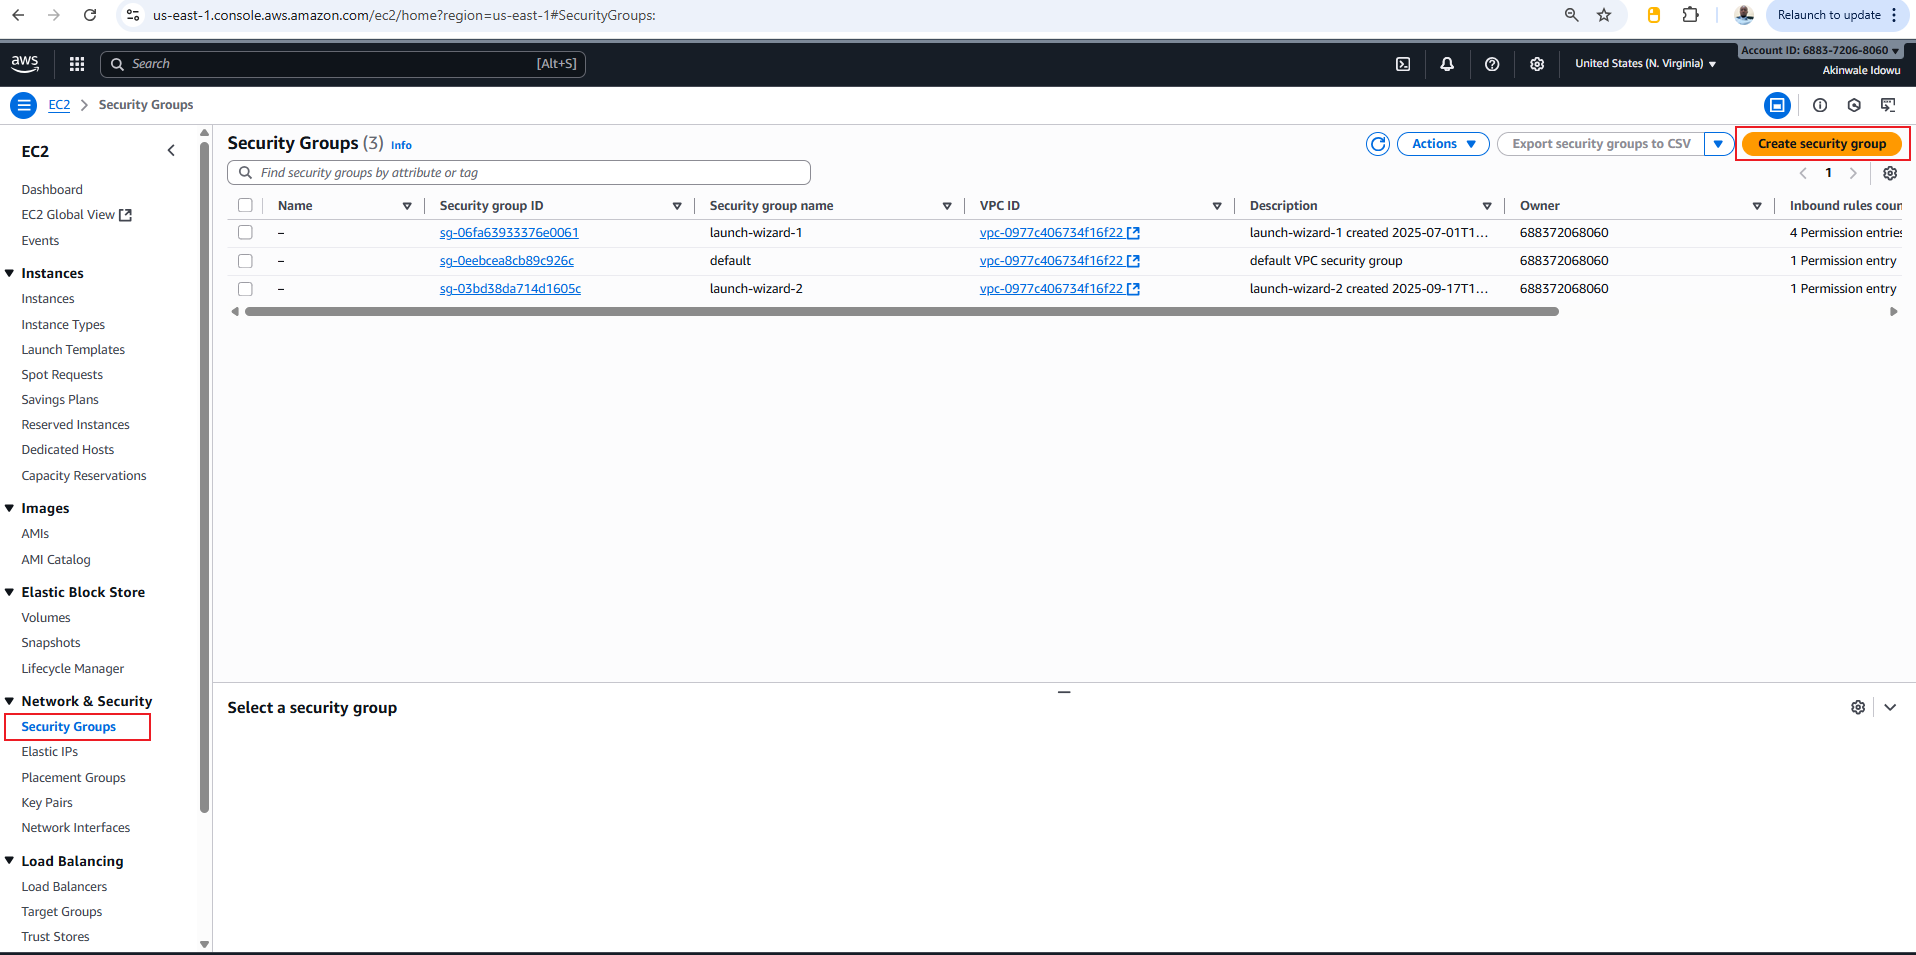 us-east-1.console.aws.amazon.com/ec2/home?region=us-east-1#SecurityGroups:
Relaunch to update
aws
Search
[Alt+S]
United States (N. Virginia)
Account ID: 6883-7206-8060
Akinwale Idowu
EC2
Security Groups
EC2
Dashboard
EC2 Global View
Events
Instances
Instances
Instance Types
Launch Templates
Spot Requests
Savings Plans
Reserved Instances
Dedicated Hosts
Capacity Reservations
Images
AMIs
AMI Catalog
Elastic Block Store
Volumes
Snapshots
Lifecycle Manager
Network & Security
Security Groups
Elastic IPs
Placement Groups
Key Pairs
Network Interfaces
Load Balancing
Load Balancers
Target Groups
Trust Stores
Security Groups (3) Info
Actions
Export security groups to CSV
Create security group
Find security groups by attribute or tag
1
Name Security group ID Security group name VPC ID Description Owner Inbound rules coun
– sg-06fa63933376e0061 launch-wizard-1 vpc-0977c406734f16f22 launch-wizard-1 created 2025-07-01T1... 688372068060 4 Permission entries
– sg-0eebcea8cb89c926c default vpc-0977c406734f16f22 default VPC security group 688372068060 1 Permission entry
– sg-03bd38da714d1605c launch-wizard-2 vpc-0977c406734f16f22 launch-wizard-2 created 2025-09-17T1... 688372068060 1 Permission entry
Select a security group